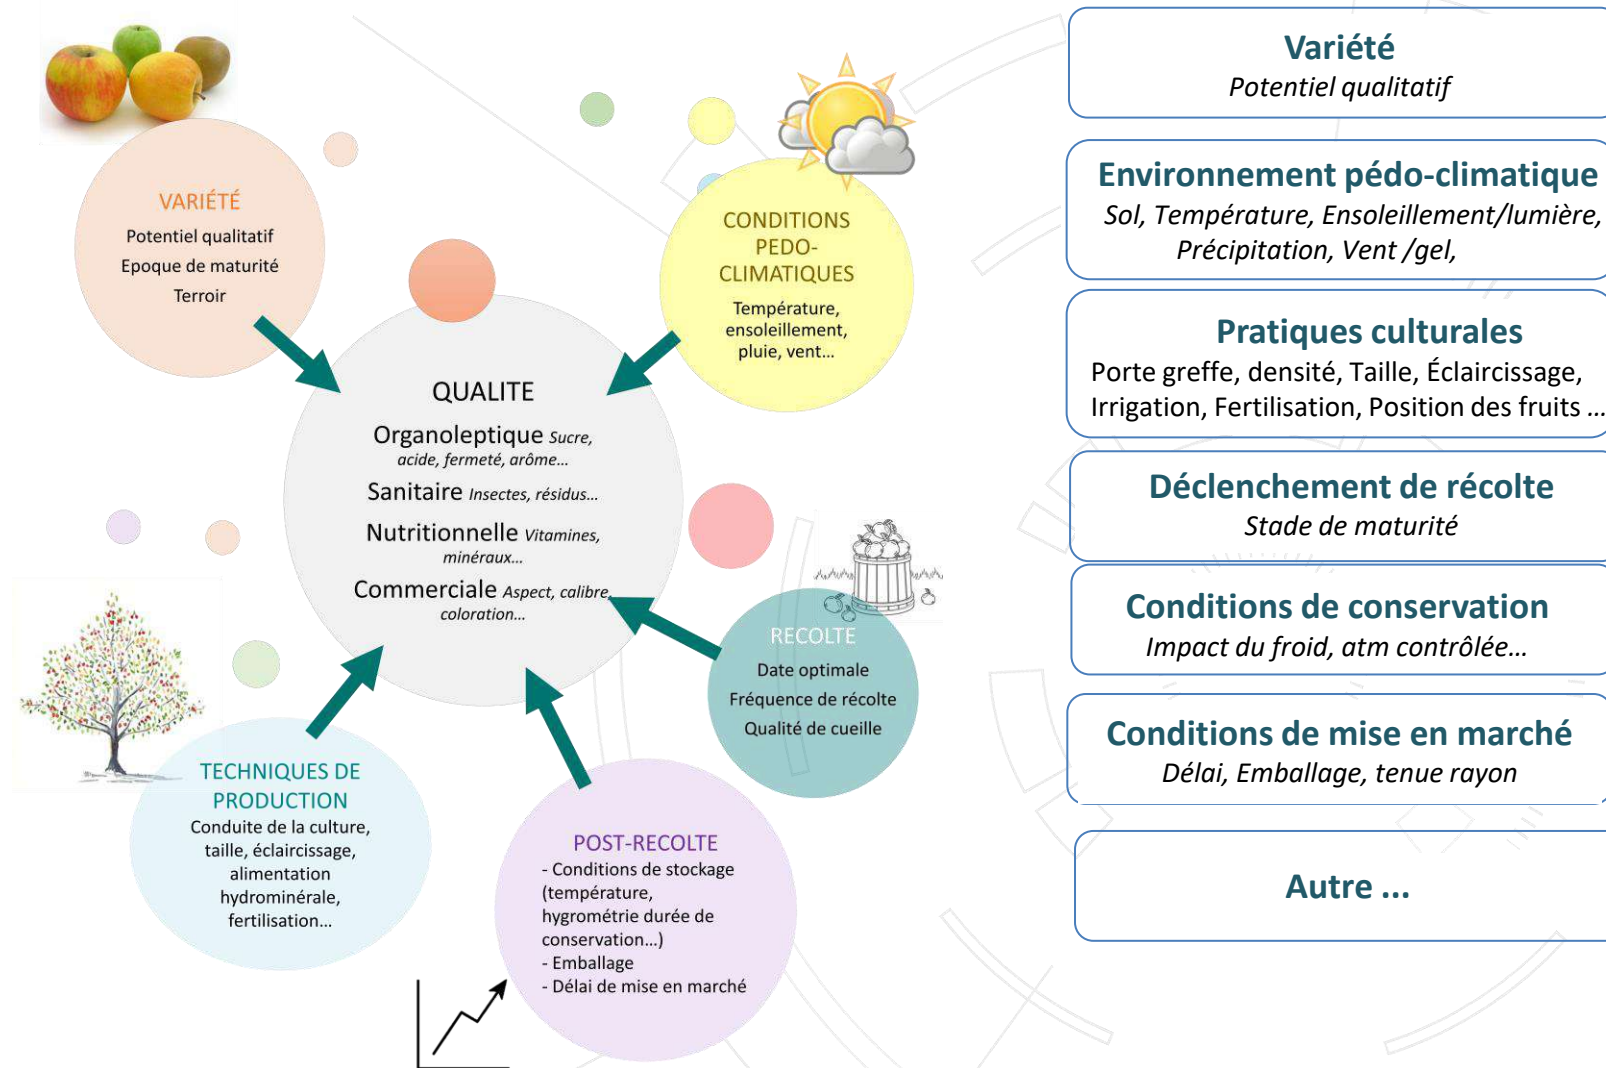 VARIÉTÉ
Potentiel qualitatif
Epoque de maturité
Terroir
CONDITIONS
PEDO-
CLIMATIQUES
Température,
ensoleillement,
pluie, vent...
QUALITE
Organoleptique Sucre,
acide, fermeté, arôme...
Sanitaire Insectes, résidus...
Nutritionnelle Vitamines,
minéraux...
Commerciale Aspect, calibre,
coloration...
RECOLTE
Date optimale
Fréquence de récolte
Qualité de cueille
TECHNIQUES DE
PRODUCTION
Conduite de la culture,
taille, éclaircissage,
alimentation
hydrominérale,
fertilisation...
POST-RECOLTE
- Conditions de stockage
(température,
hygrométrie durée de
conservation...)
- Emballage
- Délai de mise en marché
Variété
Potentiel qualitatif
Environnement pédo-climatique
Sol, Température, Ensoleillement/lumière,
Précipitation, Vent /gel,
Pratiques culturales
Porte greffe, densité, Taille, Éclaircissage,
Irrigation, Fertilisation, Position des fruits ...
Déclenchement de récolte
Stade de maturité
Conditions de conservation
Impact du froid, atm contrôlée...
Conditions de mise en marché
Délai, Emballage, tenue rayon
Autre ...